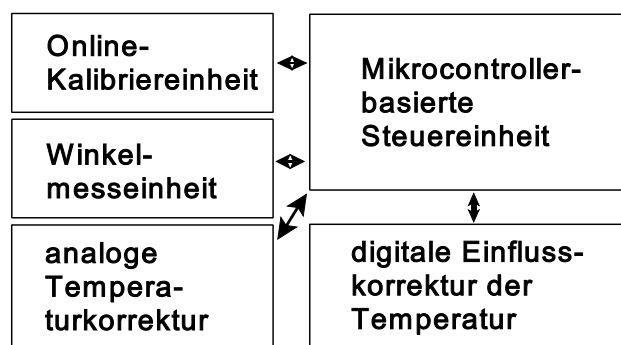 Online-
Kalibriereinheit
Mikrocontroller-
basierte
Steuereinheit
Winkel-
messeinheit
analoge
Tempera-
turkorrektur
digitale Einfluss-
korrektur der
Temperatur